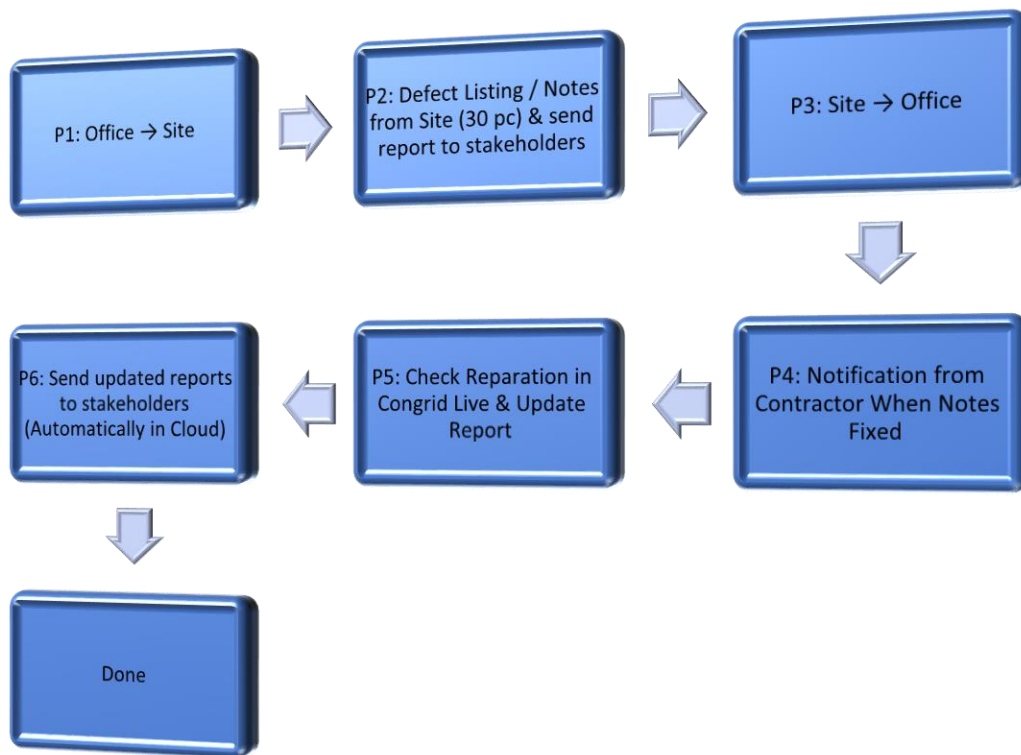 P1: Office → Site
P2: Defect Listing / Notes
from Site (30 pc) & send
report to stakeholders
P3: Site → Office
P4: Notification from
Contractor When Notes
Fixed
P5: Check Reparation in
Congrid Live & Update
Report
P6: Send updated reports
to stakeholders
(Automatically in Cloud)
Done